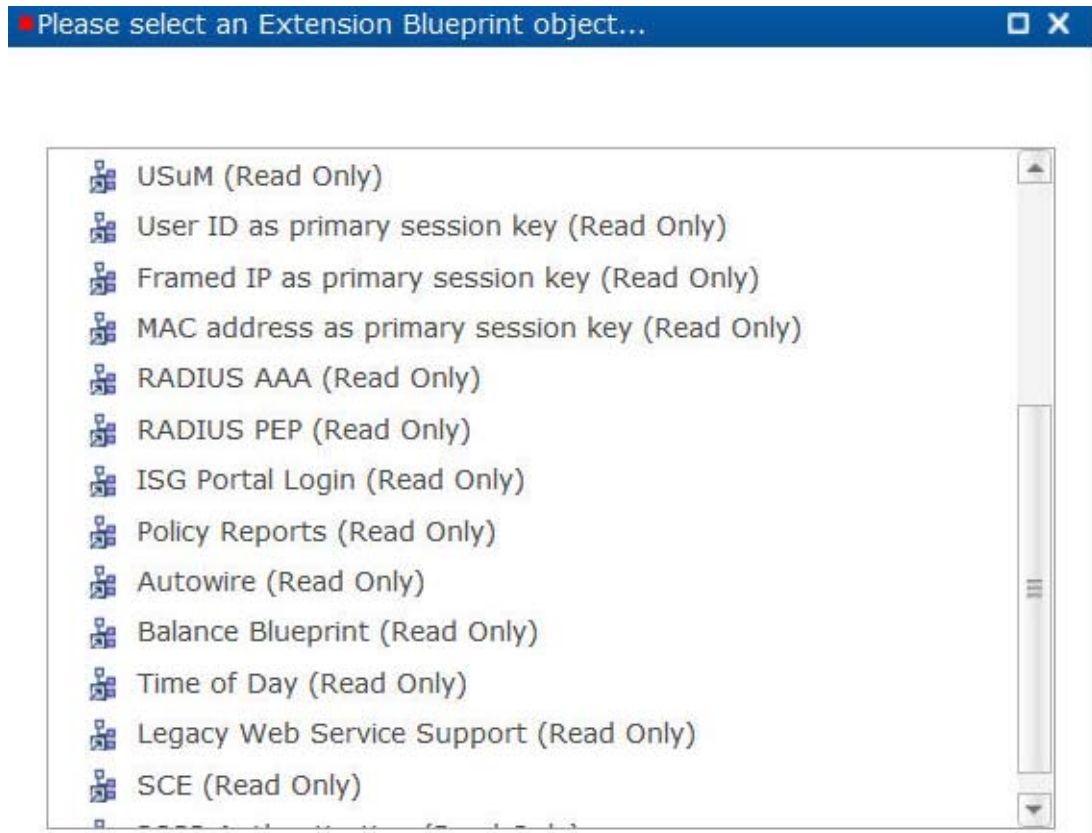 Please select an Extension Blueprint object...
USuM (Read Only)
User ID as primary session key (Read Only)
Framed IP as primary session key (Read Only)
MAC address as primary session key (Read Only)
RADIUS AAA (Read Only)
RADIUS PEP (Read Only)
ISG Portal Login (Read Only)
Policy Reports (Read Only)
Autowire (Read Only)
Balance Blueprint (Read Only)
Time of Day (Read Only)
Legacy Web Service Support (Read Only)
SCE (Read Only)